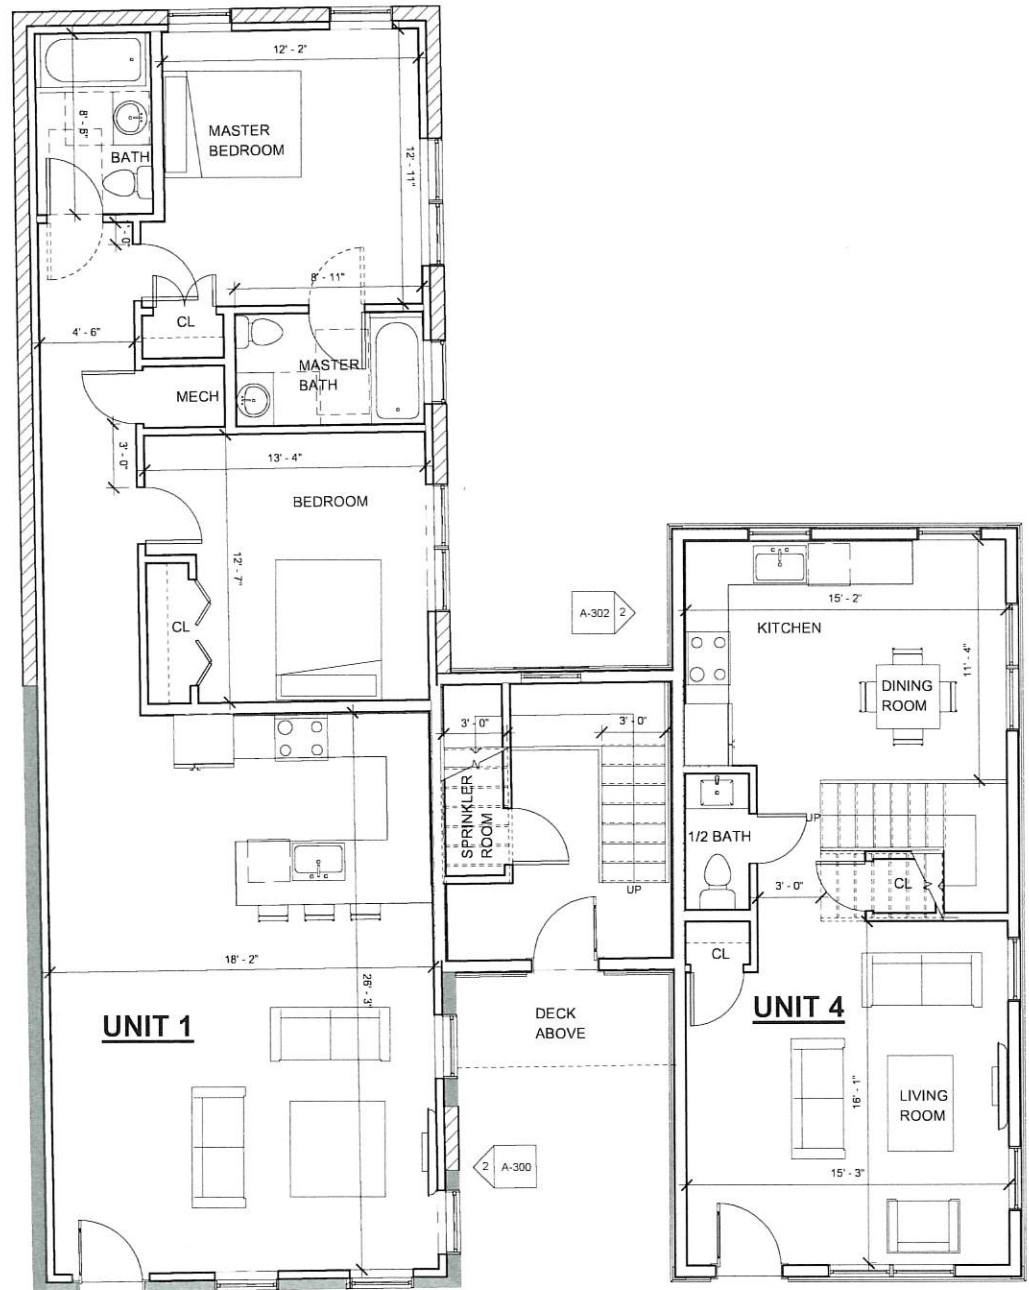 12' - 2"
8' - 8"
MASTER
BEDROOM
BATH
12' - 11"
8' - 11"
4' - 6"
CL
MASTER
BATH
MECH
3' - 0"
13' - 4"
BEDROOM
12' - 7"
CL
A-302 2
15' - 2"
KITCHEN
11' - 4"
DINING
ROOM
3' - 0"
3' - 0"
SPRINKLER
ROOM
UP
1/2 BATH
UP
3' - 0"
CL
CL
18' - 2"
26' - 3"
UNIT 1
DECK
ABOVE
UNIT 4
LIVING
ROOM
16' - 1"
2 A-300
15' - 3"